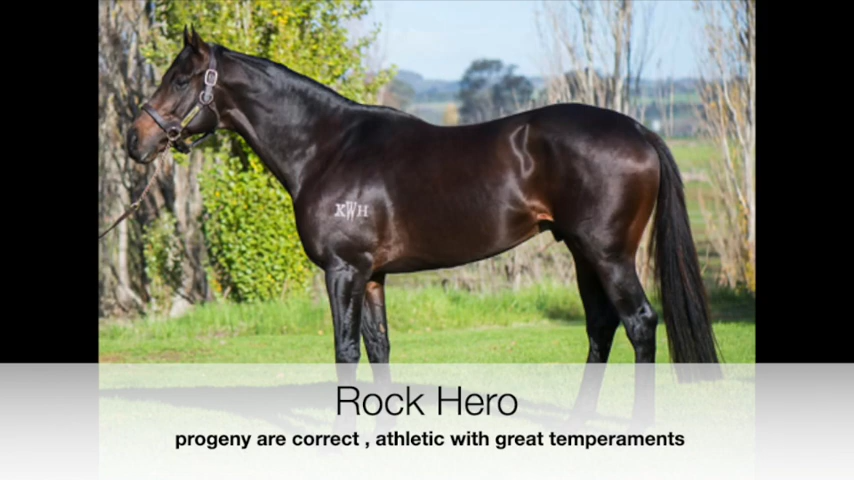 KWH
Rock Hero
progeny are correct , athletic with great temperaments